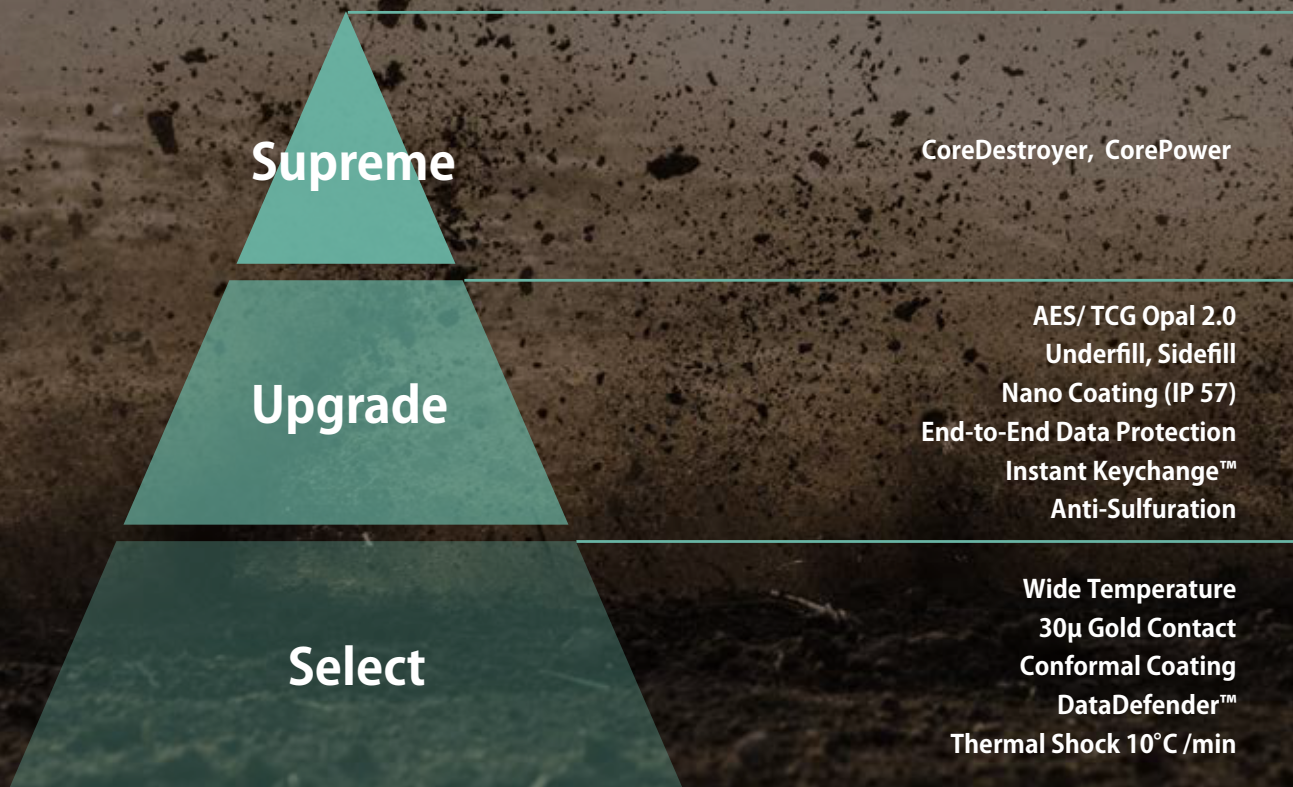 Supreme
CoreDestroyer, CorePower
Upgrade
AES/ TCG Opal 2.0
Underfill, Sidefill
Nano Coating (IP 57)
End-to-End Data Protection
Instant Keychange™
Anti-Sulfuration
Select
Wide Temperature
30µ Gold Contact
Conformal Coating
DataDefender™
Thermal Shock 10°C /min